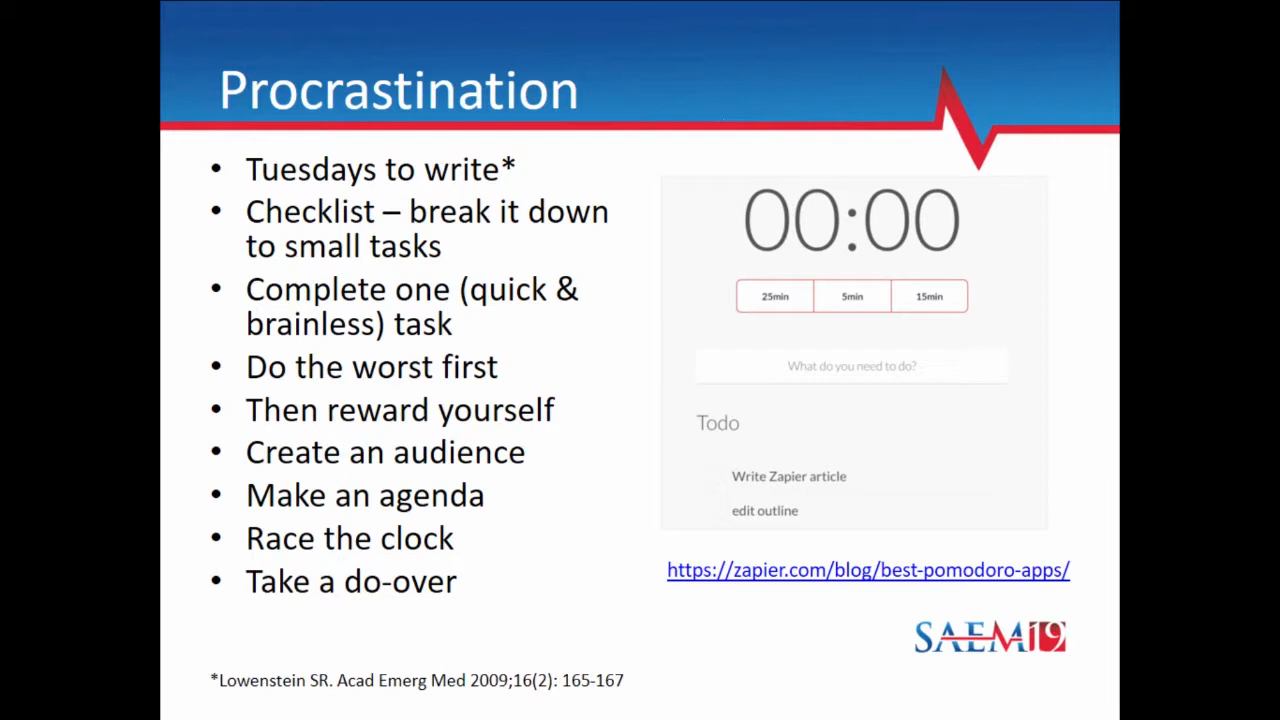 Procrastination
• Tuesdays to write*
• Checklist – break it down
to small tasks
• Complete one (quick &
brainless) task
• Do the worst first
• Then reward yourself
• Create an audience
• Make an agenda
• Race the clock
• Take a do-over
00:00
25min 5min 15min
What do you need to do?
Todo
Write Zapier article
edit outline
https://zapier.com/blog/best-pomodoro-apps/
SAEM19
*Lowenstein SR. Acad Emerg Med 2009;16(2): 165-167